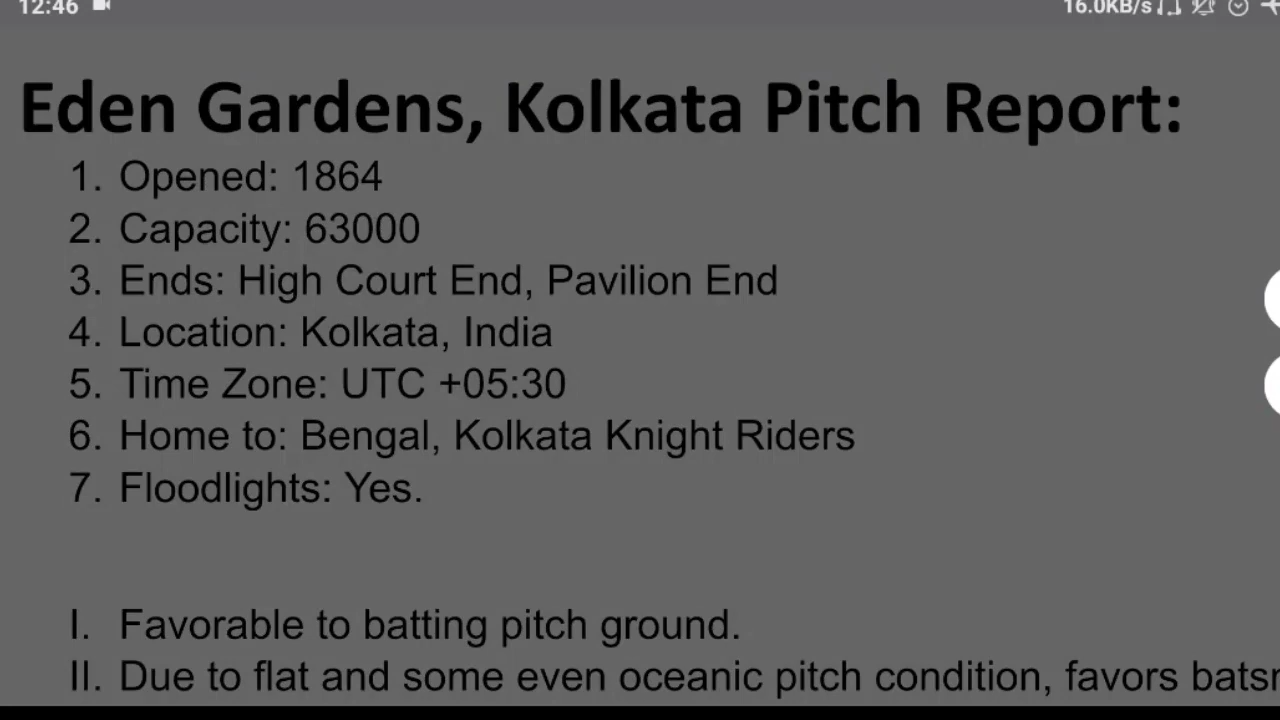 12:46 16.0KB/s
Eden Gardens, Kolkata Pitch Report:
1. Opened: 1864
2. Capacity: 63000
3. Ends: High Court End, Pavilion End
4. Location: Kolkata, India
5. Time Zone: UTC +05:30
6. Home to: Bengal, Kolkata Knight Riders
7. Floodlights: Yes.
I. Favorable to batting pitch ground.
II. Due to flat and some even oceanic pitch condition, favors